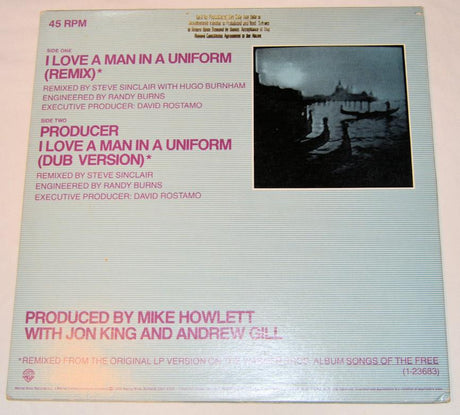 45 RPM
SIDE ONE
I LOVE A MAN IN A UNIFORM
(REMIX)*
REMIXED BY STEVE SINCLAIR WITH HUGO BURNHAM
ENGINEERED BY RANDY BURNS
EXECUTIVE PRODUCER: DAVID ROSTAMO
SIDE TWO
PRODUCER
I LOVE A MAN IN A UNIFORM
(DUB VERSION)*
REMIXED BY STEVE SINCLAIR
ENGINEERED BY RANDY BURNS
EXECUTIVE PRODUCER: DAVID ROSTAMO
PRODUCED BY MIKE HOWLETT
WITH JON KING AND ANDREW GILL
*REMIXED FROM THE ORIGINAL LP VERSION ON THE ALBUM SONGS OF THE FREE
(1-23683)